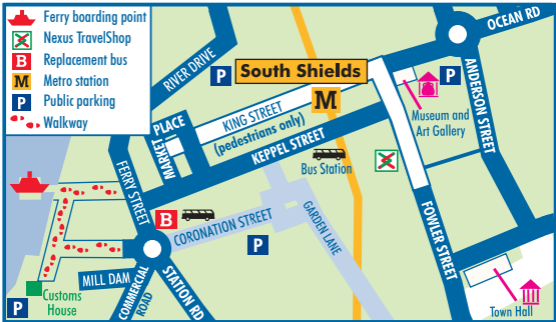 Ferry boarding point
Nexus TravelShop
B Replacement bus
M Metro station
P Public parking
Walkway
OCEAN RD
RIVER DRIVE
P
South Shields
P
M
ANDERSON STREET
MARKET PLACE
KING STREET
(pedestrians only)
Museum and
Art Gallery
KEPPEL STREET
Bus Station
FERRY STREET
B
CORONATION STREET
P
GARDEN LANE
FOWLER STREET
MILL DAM
COMMERCIAL
ROAD
STATION RD
Customs
House
P
Town Hall